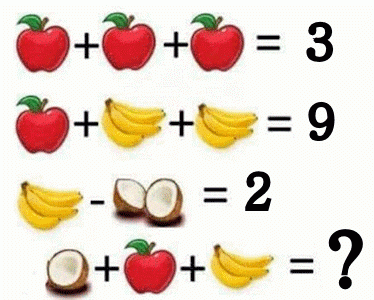 + + = 3
+ + = 9
- = 2
+ + = ?